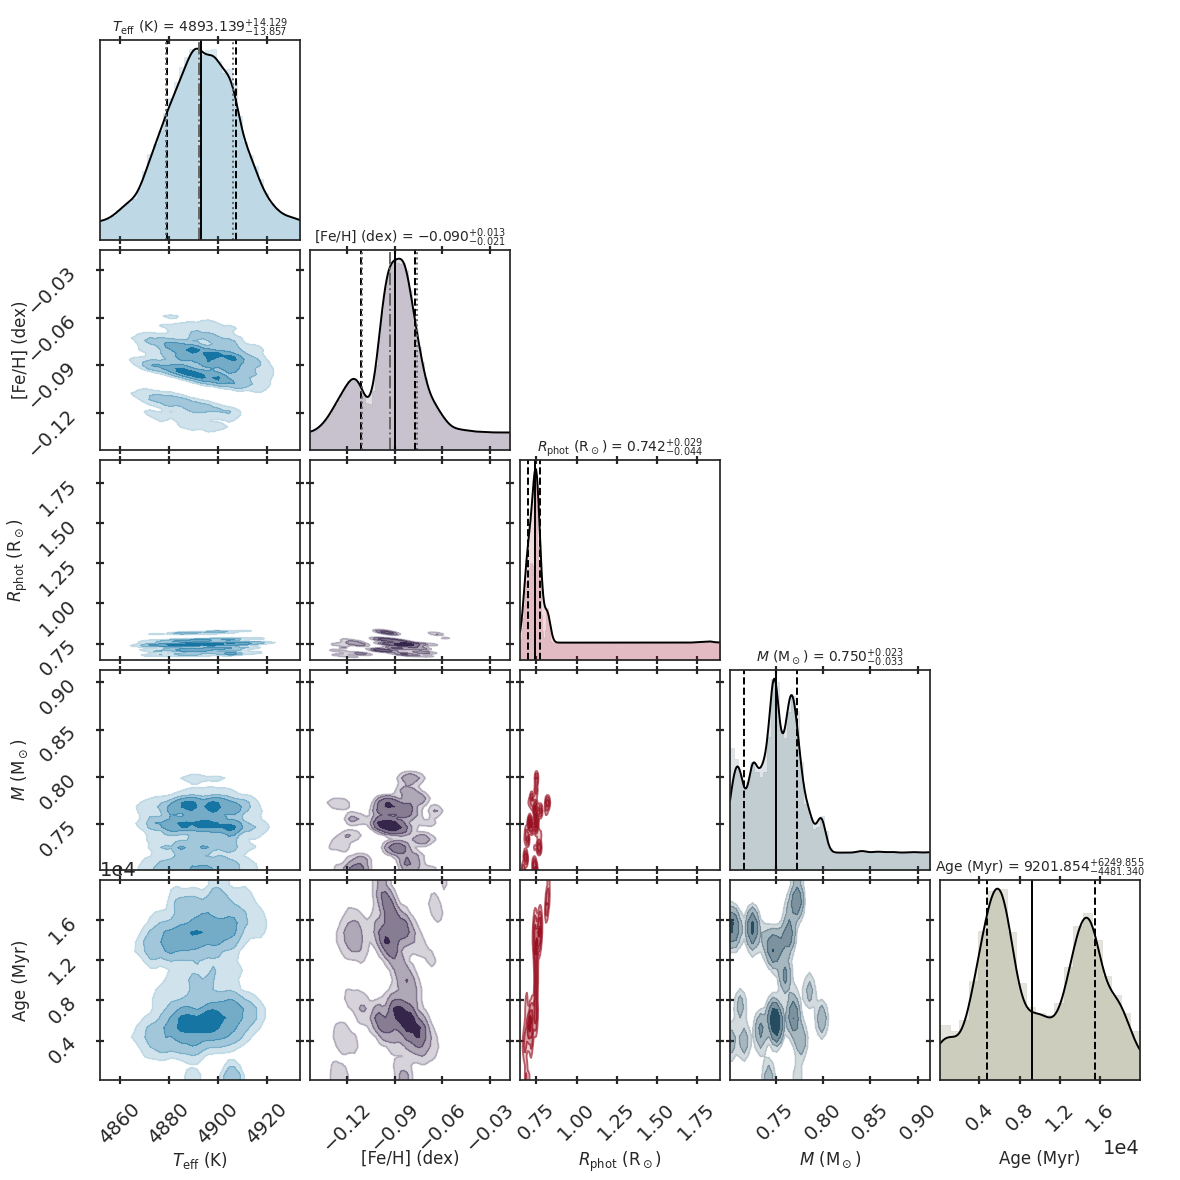 T_eff (K) = 4893.139 +14.129 −13.857
[Fe/H] (dex) = −0.090 +0.013 −0.021
[Fe/H] (dex)
−0.03
−0.06
−0.09
−0.12
R_phot (R⊙) = 0.742 +0.029 −0.044
R_phot (R⊙)
1.75
1.50
1.25
1.00
0.75
M (M⊙) = 0.750 +0.023 −0.033
M (M⊙)
0.90
0.85
0.80
0.75
1e4
Age (Myr) = 9201.854 +6249.855 −4481.340
Age (Myr)
1.6
1.2
0.8
0.4
4860 4880 4900 4920
−0.12 −0.09 −0.06 −0.03
0.75 1.00 1.25 1.50 1.75
0.75 0.80 0.85 0.90
0.4 0.8 1.2 1.6
1e4
T_eff (K) [Fe/H] (dex) R_phot (R⊙) M (M⊙) Age (Myr)